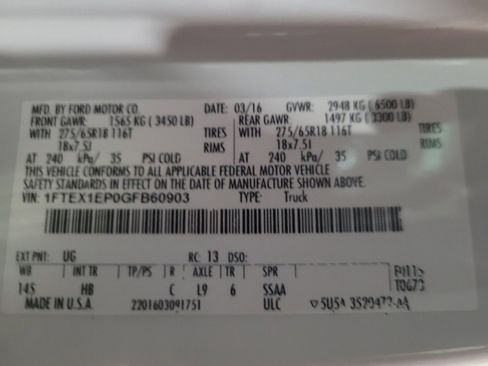 MFD. BY FORD MOTOR CO. DATE: 03/16 GVWR: 2948 KG ( 6500 LB)
FRONT GAWR: 1565 KG ( 3450 LB) REAR GAWR 1497 KG ( 3300 LB)
WITH 275/65R18 116T TIRES WITH 275/65R18 116T TIRES
18x7.5J RIMS 18x7.5J RIMS
AT 240 kPa/ 35 PSI COLD AT 240 kPa/ 35 PSI COLD
THIS VEHICLE CONFORMS TO ALL APPLICABLE FEDERAL MOTOR VEHICLE
SAFETY STANDARDS IN EFFECT ON THE DATE OF MANUFACTURE SHOWN ABOVE.
VIN: 1FTEX1EP0GFB60903 TYPE: Truck
EXT PNT: UG RC: 13 DSO:
WB INT TR TP/PS R AXLE TR SPR
145 HB C L9 6 SSAA
MADE IN U.S.A. 2201603091751 ULC